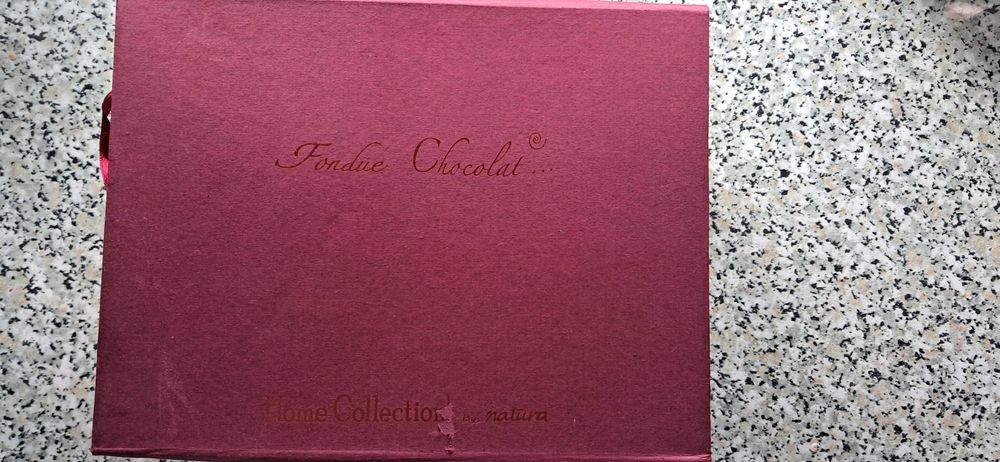 Fondue Chocolat...
Home Collection by natura